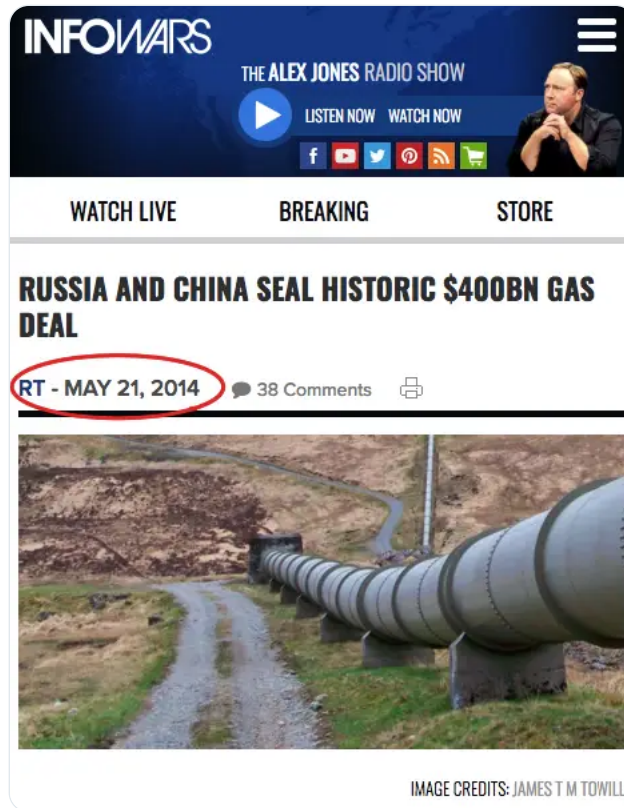 INFOWARS
THE ALEX JONES RADIO SHOW
LISTEN NOW WATCH NOW
WATCH LIVE BREAKING STORE
RUSSIA AND CHINA SEAL HISTORIC $400BN GAS
DEAL
RT - MAY 21, 2014 38 Comments
IMAGE CREDITS: JAMES T M TOWILL